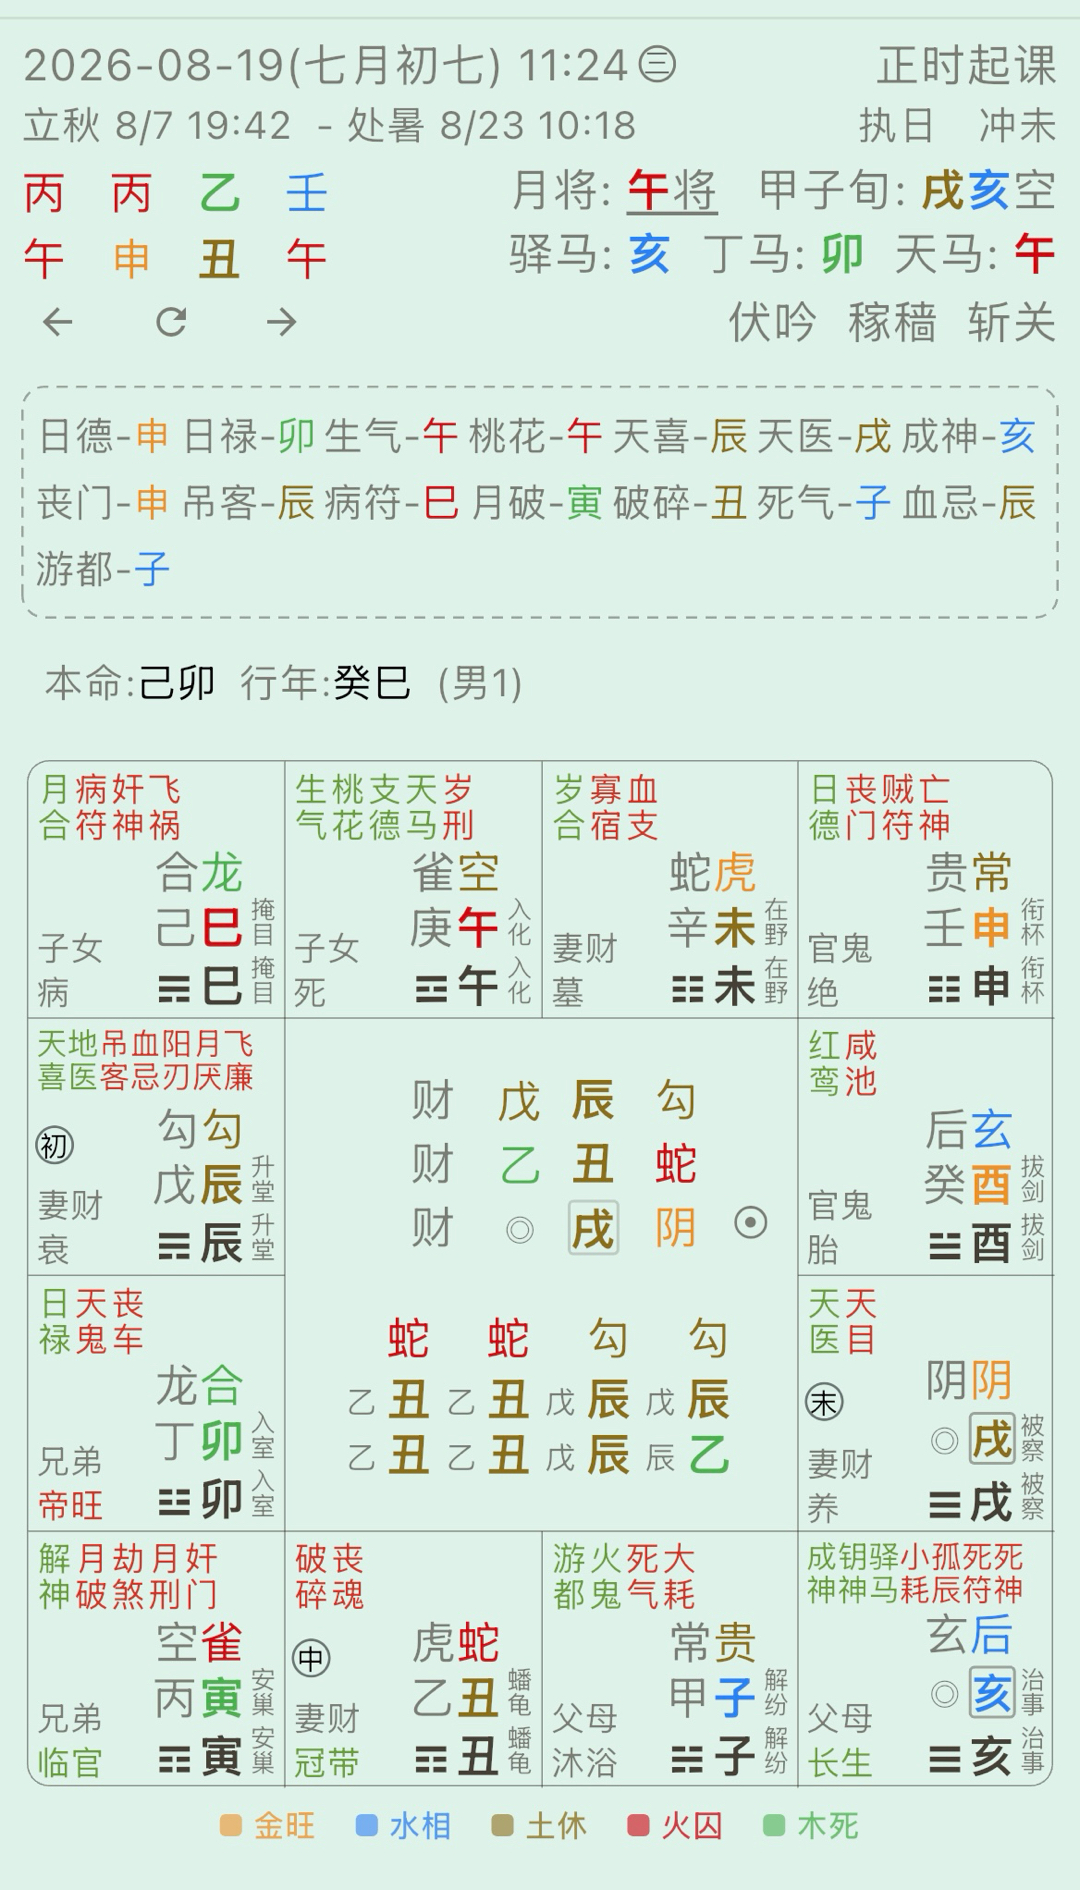 2026-08-19(七月初七) 11:24㊂ 正时起课
立秋 8/7 19:42 - 处暑 8/23 10:18 执日 冲未
丙 丙 乙 壬 月将: 午将 甲子旬: 戌亥空
午 申 丑 午 驿马: 亥 丁马: 卯 天马: 午
伏吟 稼穑 斩关
日德-申 日禄-卯 生气-午 桃花-午 天喜-辰 天医-戌 成神-亥
丧门-申 吊客-辰 病符-巳 月破-寅 破碎-丑 死气-子 血忌-辰
游都-子
本命:己卯 行年:癸巳 (男1)
月病奸飞
合符神祸
合龙
己巳 掩目
子女
病 ☴巳 掩目
生桃支天岁
气花德马刑
雀空
庚午 入化
子女
死 ☲午 入化
岁寡血
合宿支
蛇虎
辛未 在野
妻财
墓 ☷未 在野
日丧贼亡
德门符神
贵常
壬申 衔杯
官鬼
绝 ☷申 衔杯
天地吊血阳月飞
喜医客忌刃厌廉
初 勾勾
戊辰 升堂
妻财
衰 ☴辰 升堂
财 戊 辰 勾
财 乙 丑 蛇
财 ◎ 戌 阴 ⊙
蛇 蛇 勾 勾
乙丑 乙丑 戊辰 戊辰
乙丑 乙丑 戊辰 辰乙
红咸
鸾池
后玄
癸酉 拔剑
官鬼
胎 ☱酉 拔剑
日天丧
禄鬼车
龙合
丁卯 入室
兄弟
帝旺 ☳卯 入室
天天
医目
末 阴阴
◎戌 被察
妻财
养 ☰戌 被察
解月劫月奸
神破煞刑门
空雀
丙寅 安巢
兄弟
临官 ☶寅 安巢
破丧
碎魂
中 虎蛇
乙丑 蟠龟
妻财
冠带 ☶丑 蟠龟
游火死大
都鬼气耗
常贵
甲子 解纷
父母
沐浴 ☵子 解纷
成钥驿小孤死死
神神马耗辰符神
玄后
◎亥 治事
父母
长生 ☰亥 治事
金旺 水相 土休 火囚 木死